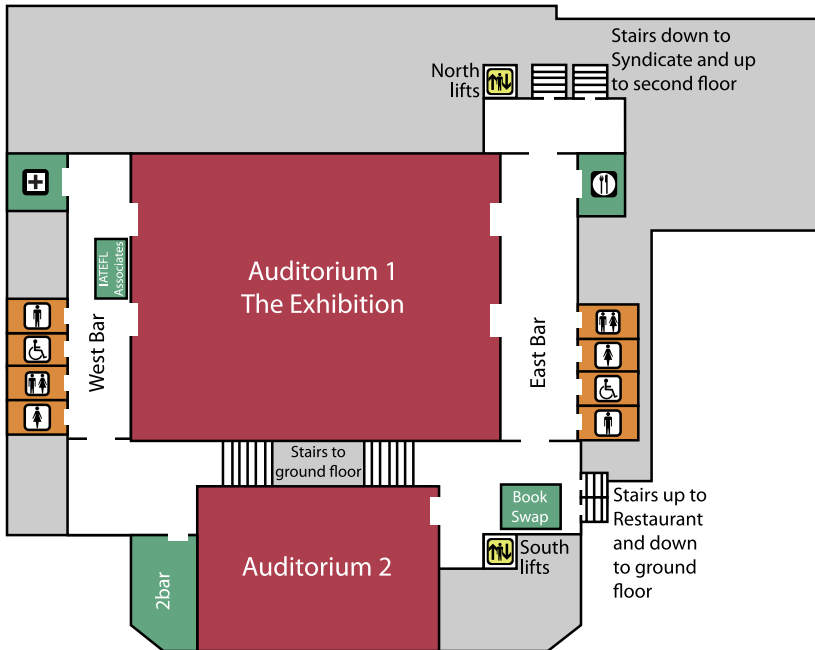 Stairs down to
Syndicate and up
to second floor
North
lifts
Auditorium 1
The Exhibition
IATEFL
Associates
West Bar
East Bar
Stairs to
ground floor
Book
Swap
Stairs up to
Restaurant
and down
to ground
floor
South
lifts
Auditorium 2
2bar